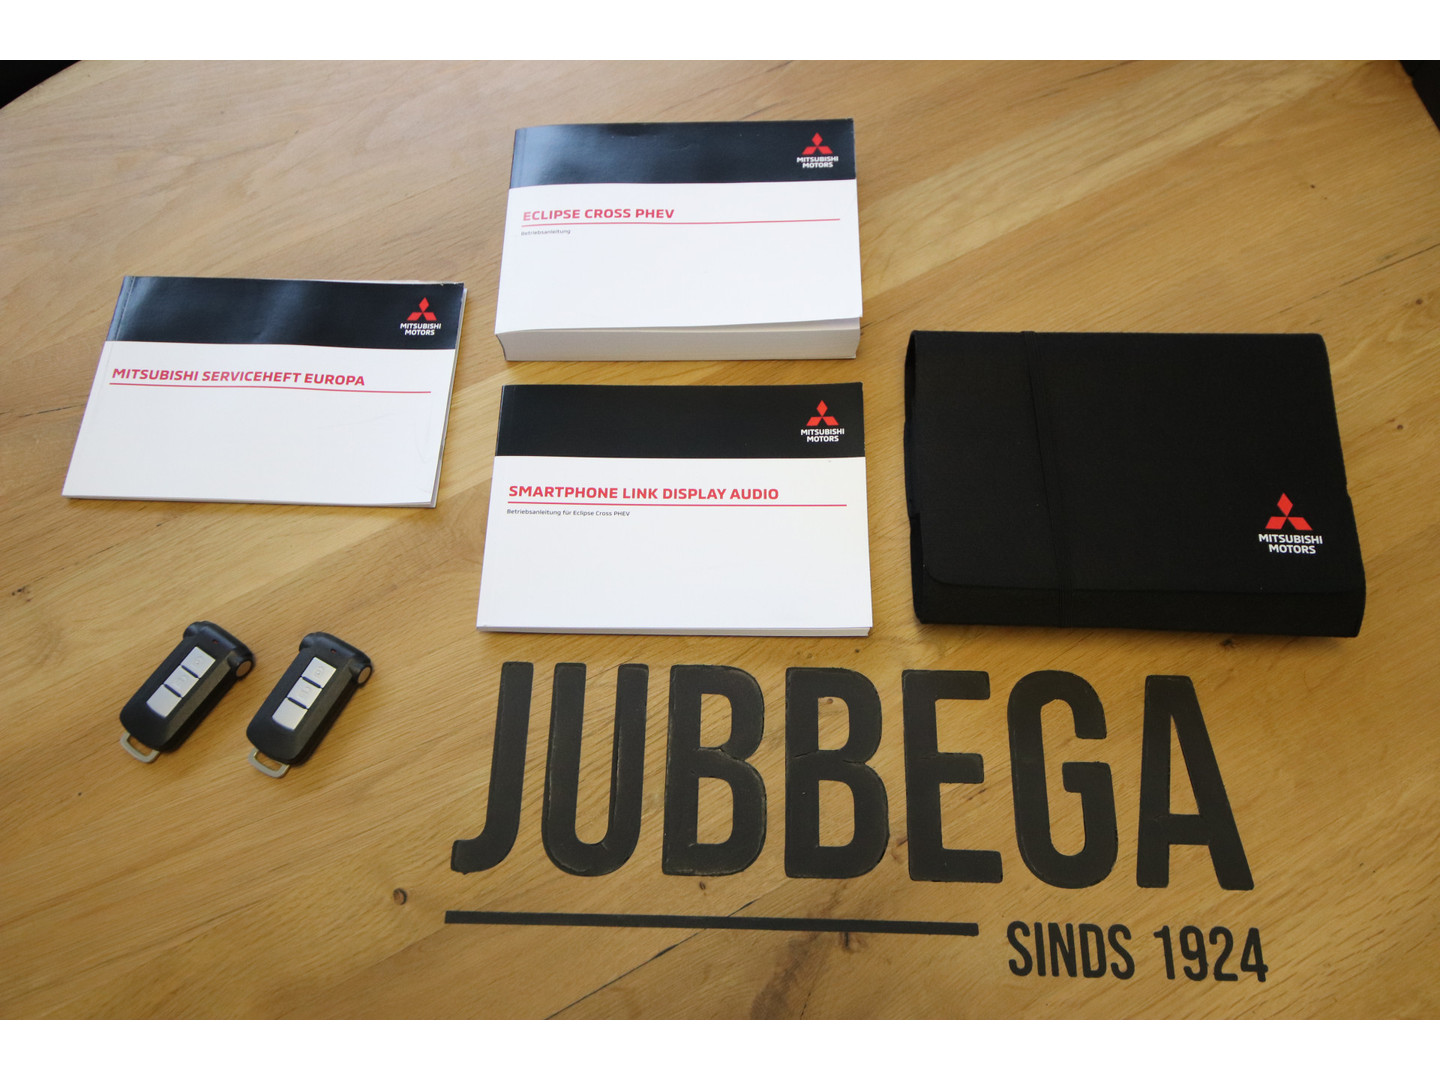 MITSUBISHI
MOTORS
ECLIPSE CROSS PHEV
Betriebsanleitung
MITSUBISHI
MOTORS
MITSUBISHI SERVICEHEFT EUROPA
MITSUBISHI
MOTORS
SMARTPHONE LINK DISPLAY AUDIO
Betriebsanleitung für Eclipse Cross PHEV
MITSUBISHI
MOTORS
JUBBEGA
SINDS 1924